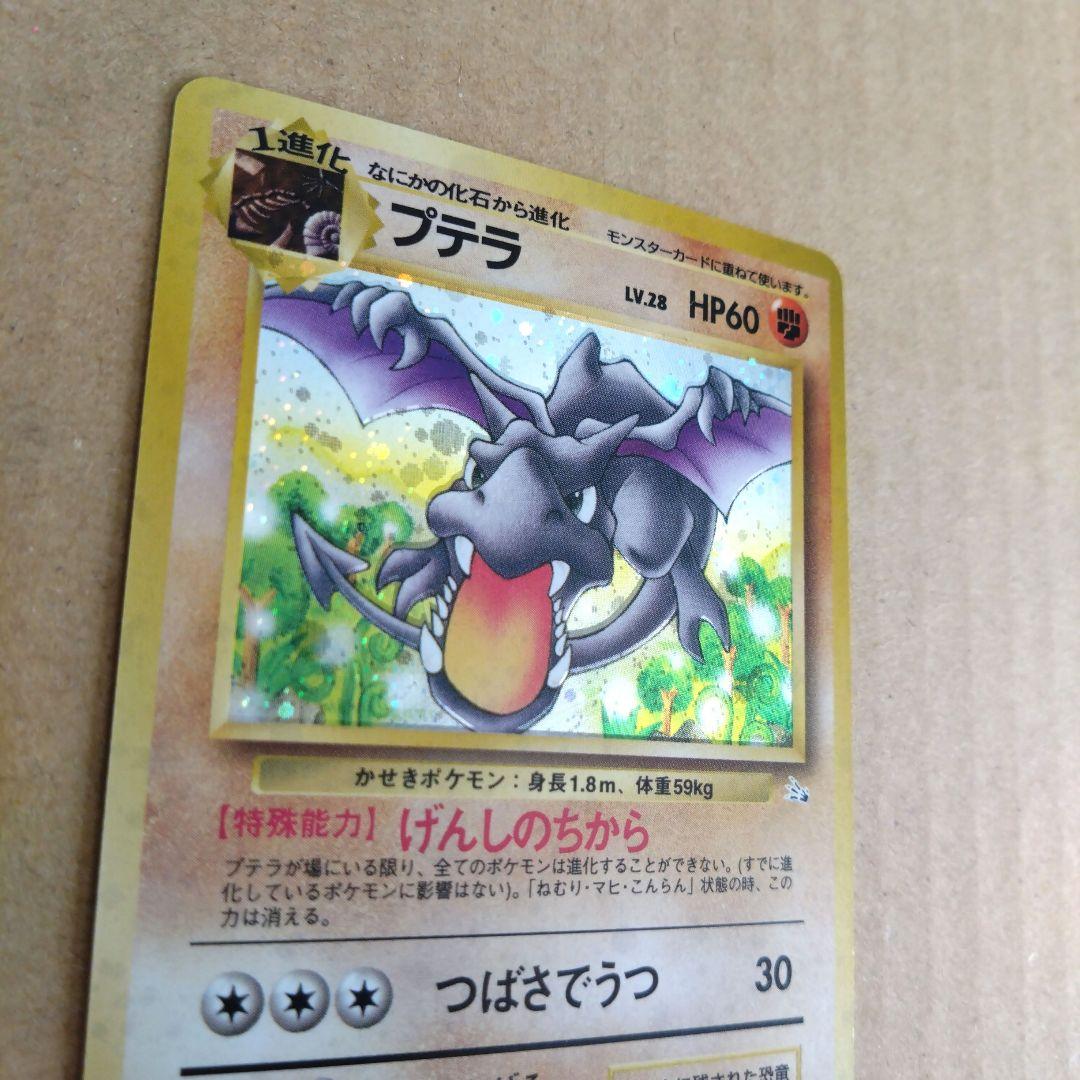 1進化
なにかの化石から進化
モンスターカードに重ねて使います。
プテラ
LV.28 HP60
かせきポケモン：身長1.8m、体重59kg
【特殊能力】げんしのちから
プテラが場にいる限り、全てのポケモンは進化することができない。(すでに進
化しているポケモンに影響はない)。「ねむり・マヒ・こんらん」状態の時、この
力は消える。
つばさでうつ 30
に残された恐竜